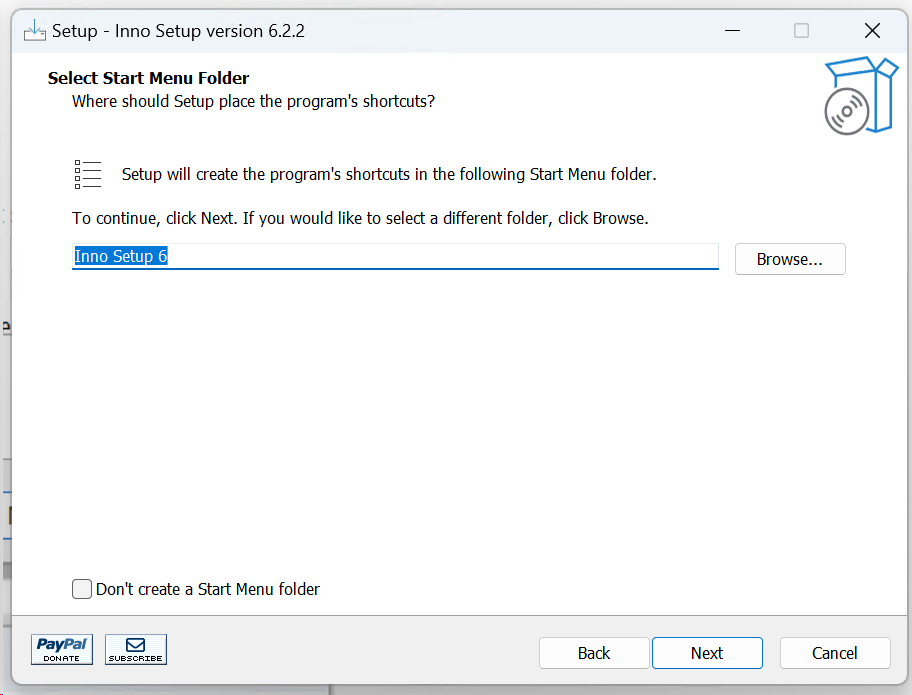 Setup - Inno Setup version 6.2.2
Select Start Menu Folder
Where should Setup place the program's shortcuts?
Setup will create the program's shortcuts in the following Start Menu folder.
To continue, click Next. If you would like to select a different folder, click Browse.
Inno Setup 6
Browse...
Don't create a Start Menu folder
PayPal
DONATE
SUBSCRIBE
Back
Next
Cancel